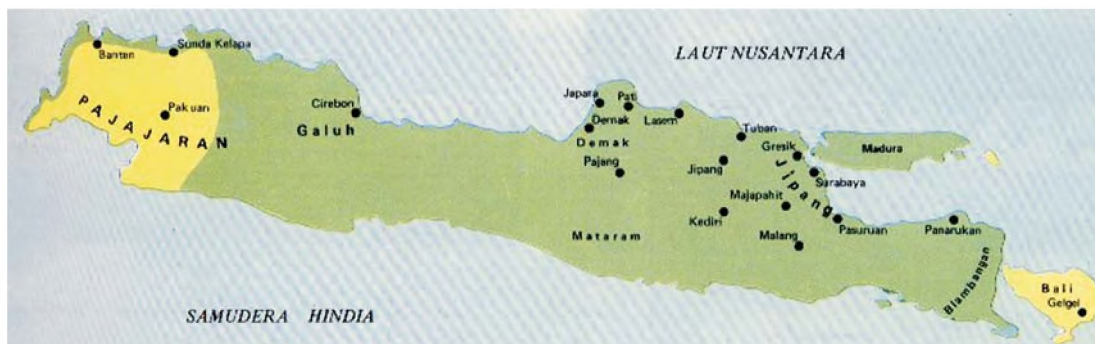 LAUT NUSANTARA
Banten
Sunda Kelapa
PAJAJARAN
Pakuan
Cirebon
Galuh
Japara
Pati
Demak
Demak
Lasem
Pajang
Tuban
Gresik
Madura
Jipang
Jipang
Surabaya
Majapahit
Kediri
Mataram
Malang
Pasuruan
Panarukan
Blambangan
Bali
Gelgel
SAMUDERA HINDIA